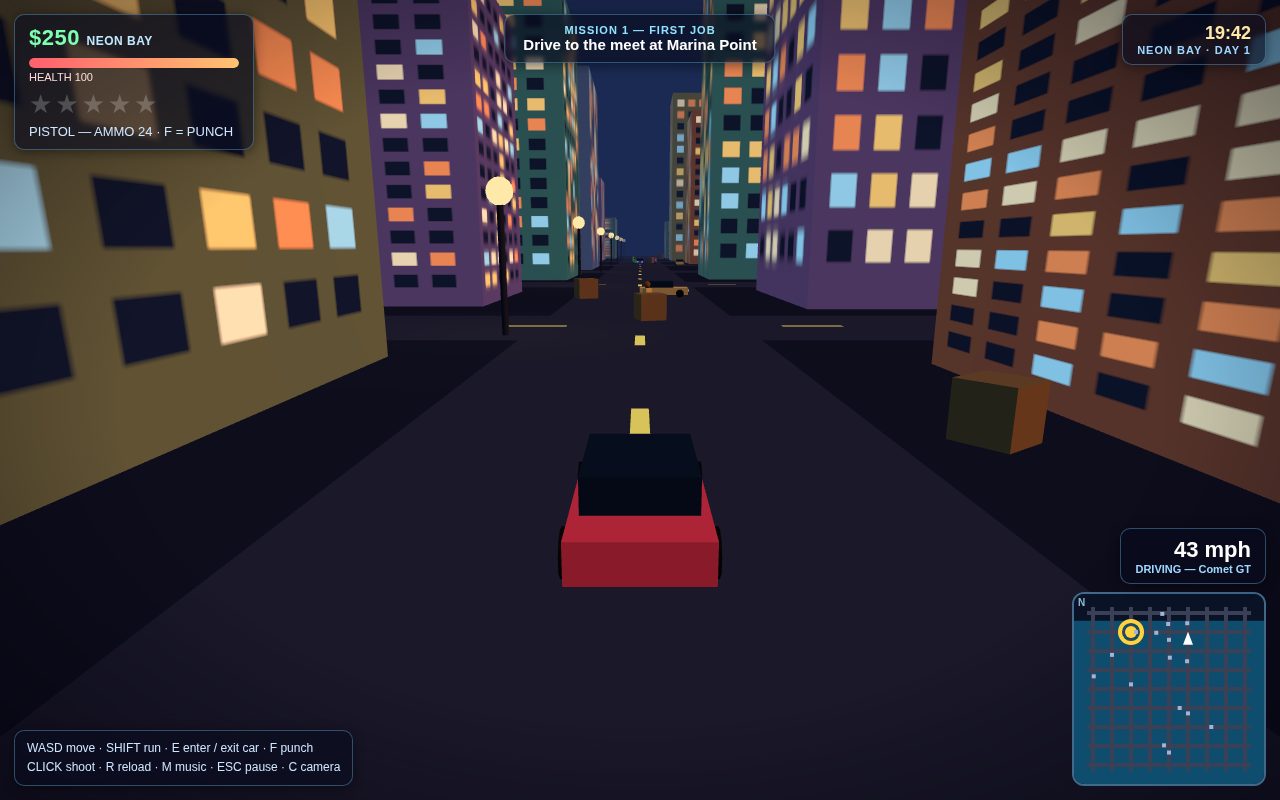 $250 NEON BAY
HEALTH 100
★★★★★
PISTOL — AMMO 24 · F = PUNCH
MISSION 1 — FIRST JOB
Drive to the meet at Marina Point
19:42
NEON BAY · DAY 1
43 mph
DRIVING — Comet GT
N
WASD move · SHIFT run · E enter / exit car · F punch
CLICK shoot · R reload · M music · ESC pause · C camera